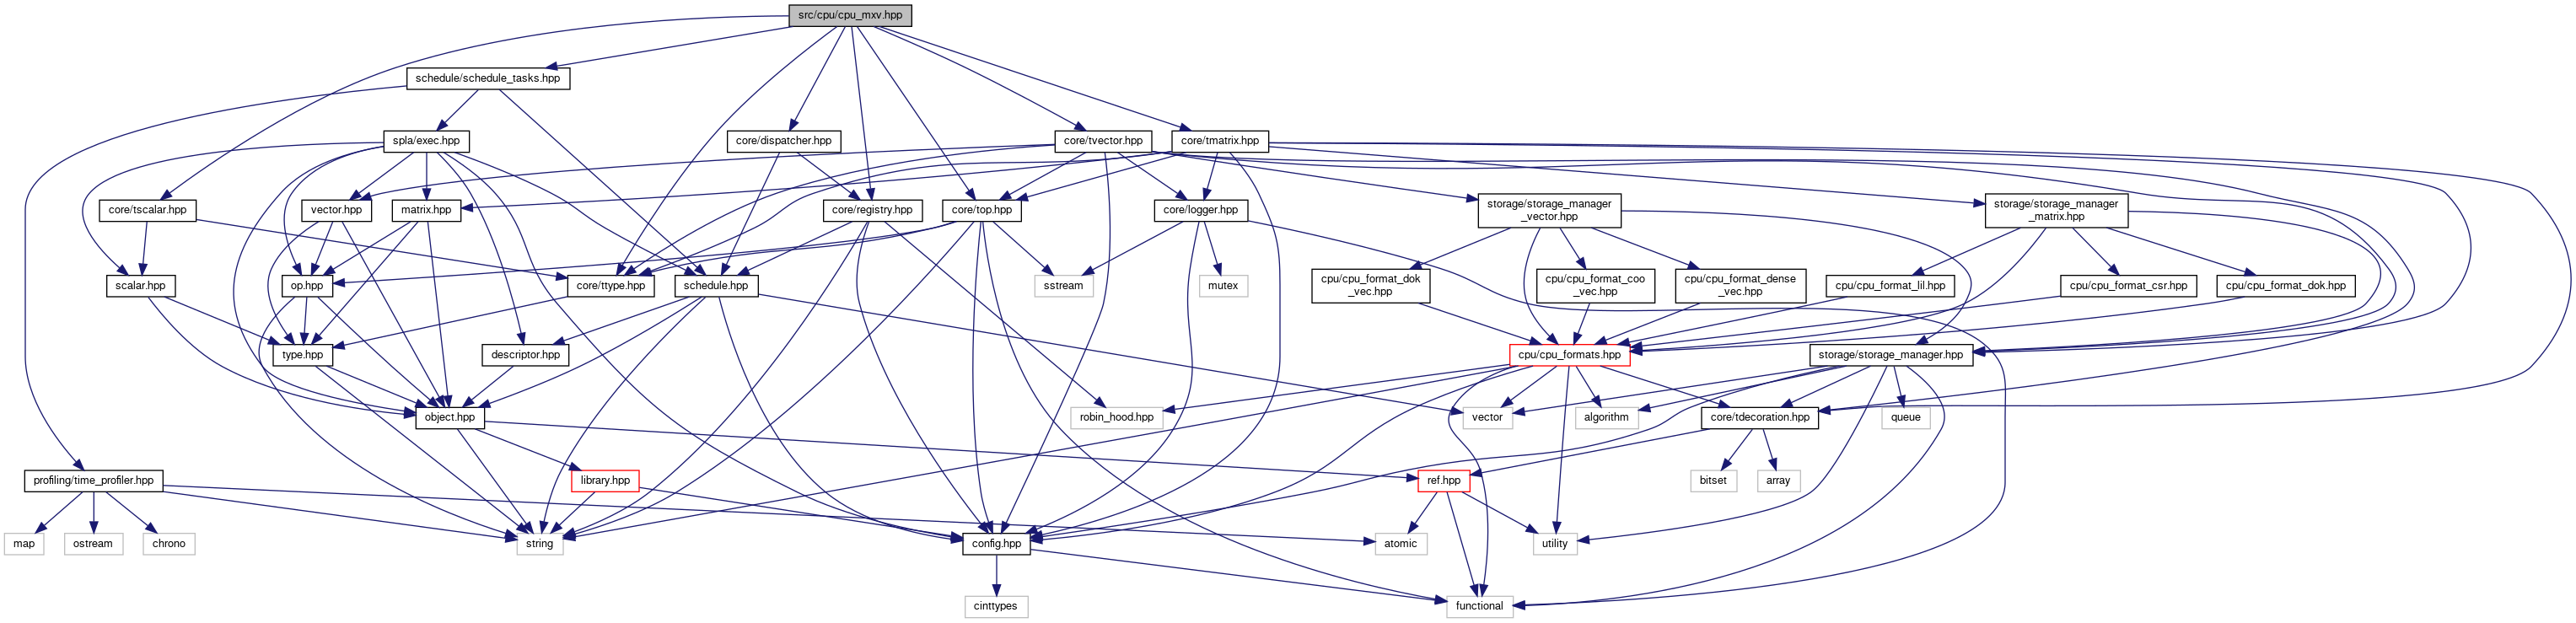 src/cpu/cpu_mxv.hpp
schedule/schedule_tasks.hpp
spla/exec.hpp
core/dispatcher.hpp
core/tvector.hpp
core/tmatrix.hpp
core/tscalar.hpp
vector.hpp
matrix.hpp
core/registry.hpp
core/top.hpp
core/logger.hpp
storage/storage_manager
_vector.hpp
storage/storage_manager
_matrix.hpp
scalar.hpp
op.hpp
core/ttype.hpp
schedule.hpp
sstream
mutex
cpu/cpu_format_dok
_vec.hpp
cpu/cpu_format_coo
_vec.hpp
cpu/cpu_format_dense
_vec.hpp
cpu/cpu_format_lil.hpp
cpu/cpu_format_csr.hpp
cpu/cpu_format_dok.hpp
type.hpp
descriptor.hpp
cpu/cpu_formats.hpp
storage/storage_manager.hpp
object.hpp
robin_hood.hpp
vector
algorithm
core/tdecoration.hpp
queue
profiling/time_profiler.hpp
library.hpp
ref.hpp
bitset
array
map
ostream
chrono
string
config.hpp
atomic
utility
cinttypes
functional